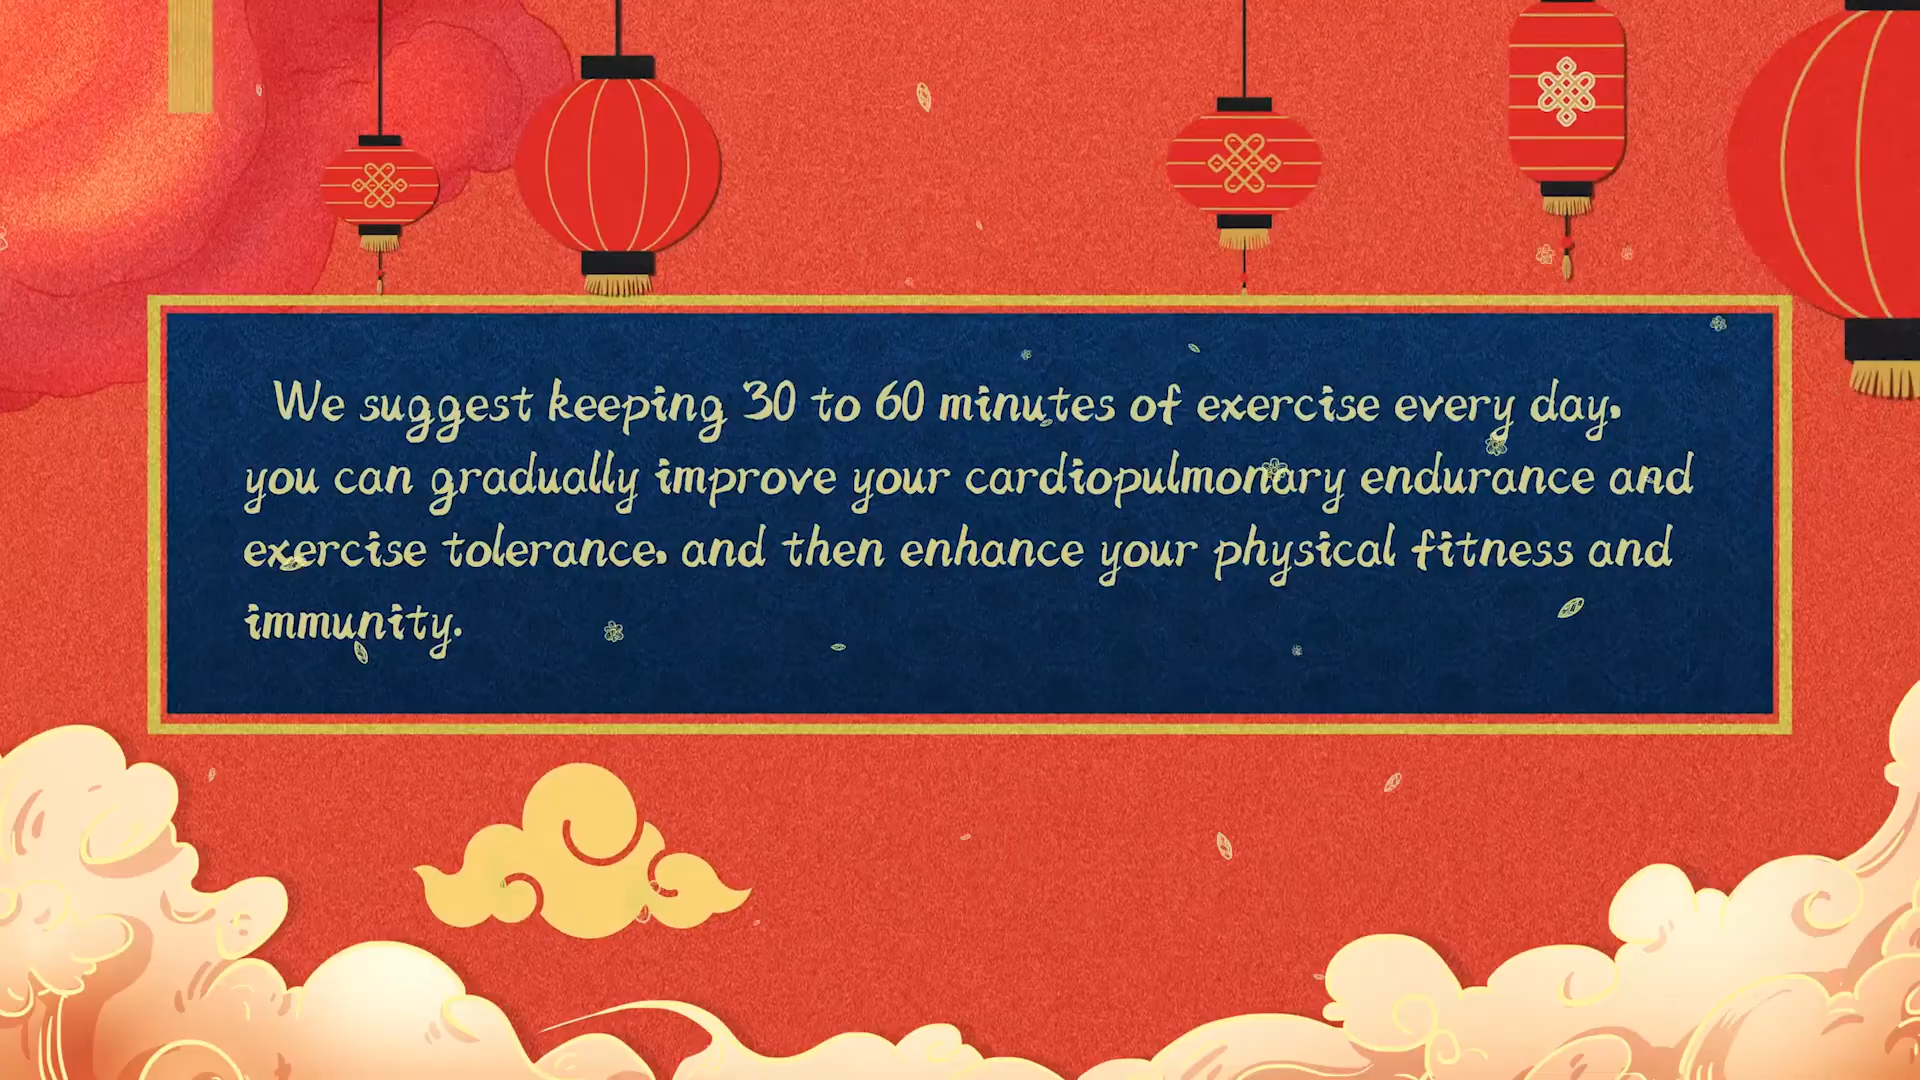 We suggest keeping 30 to 60 minutes of exercise every day,
you can gradually improve your cardiopulmonary endurance and
exercise tolerance, and then enhance your physical fitness and
immunity.